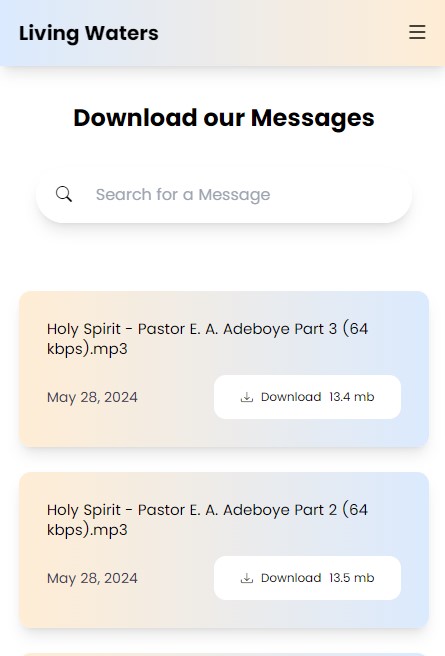 Living Waters
Download our Messages
Search for a Message
Holy Spirit - Pastor E. A. Adeboye Part 3 (64
kbps).mp3
May 28, 2024
Download 13.4 mb
Holy Spirit - Pastor E. A. Adeboye Part 2 (64
kbps).mp3
May 28, 2024
Download 13.5 mb